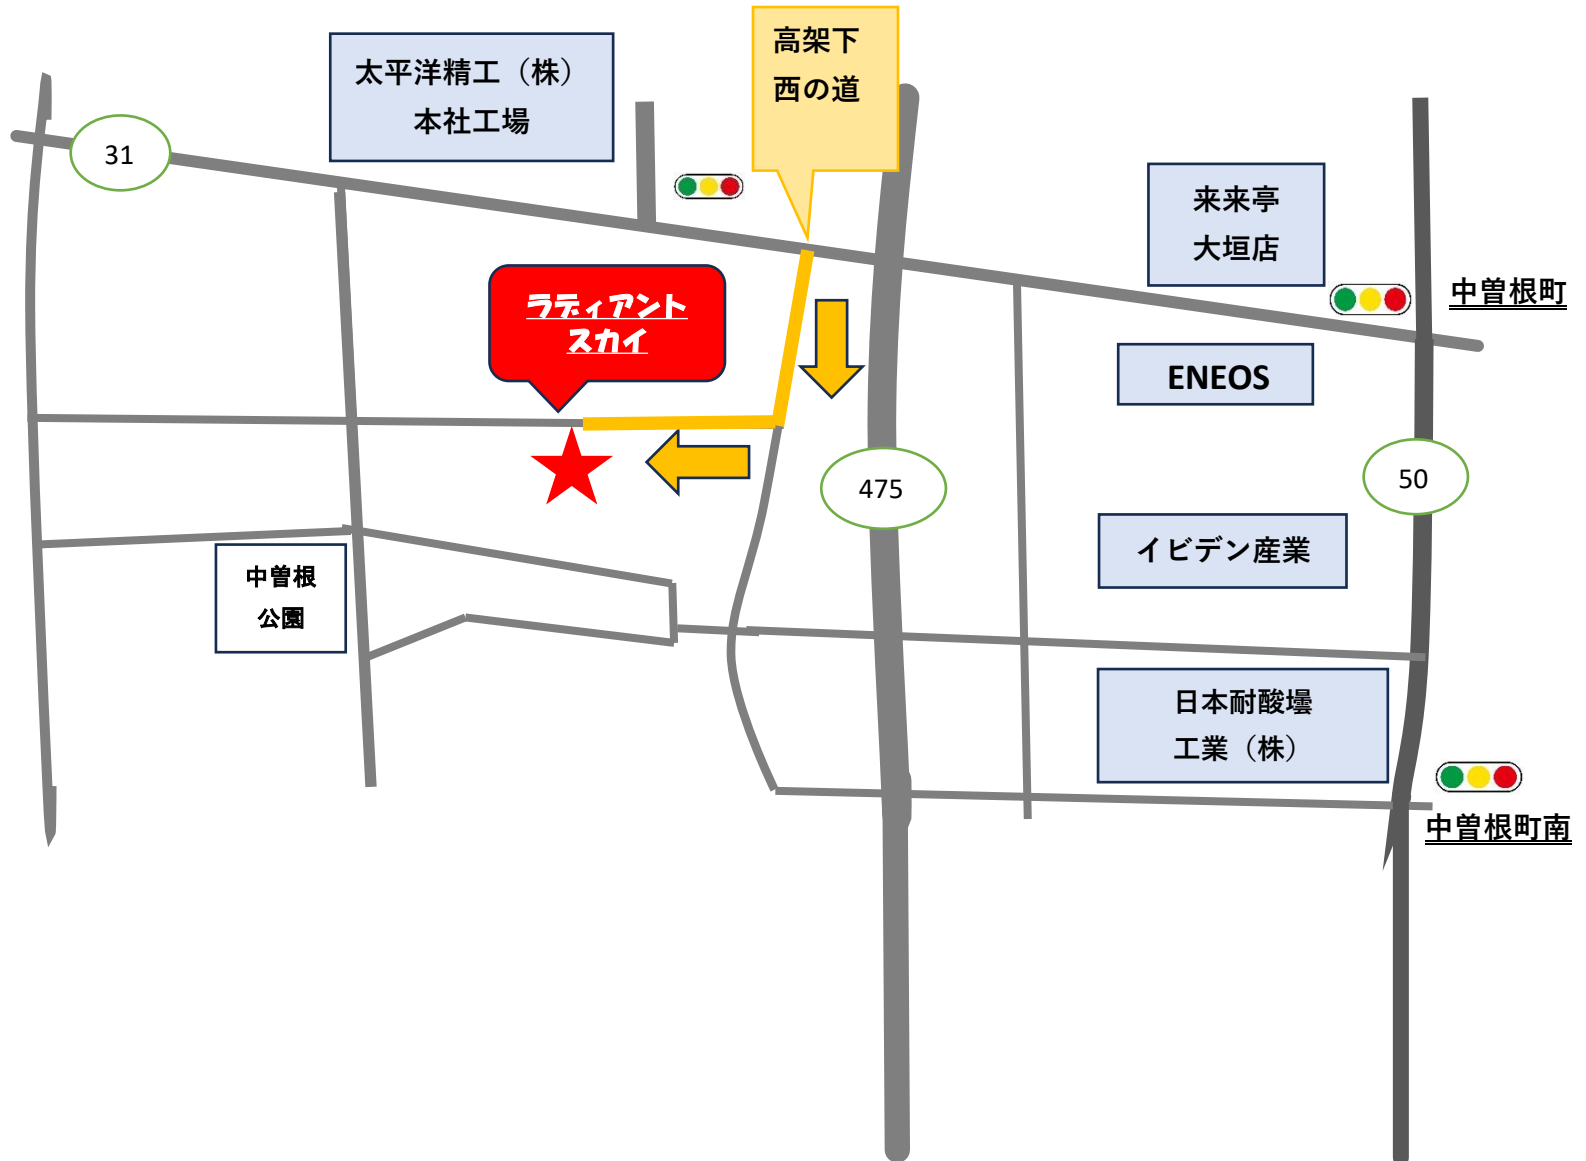 高架下
西の道
太平洋精工（株）
本社工場
31
来来亭
大垣店
中曽根町
ラディアント
スカイ
ENEOS
475
50
イビデン産業
中曽根
公園
日本耐酸壜
工業（株）
中曽根町南